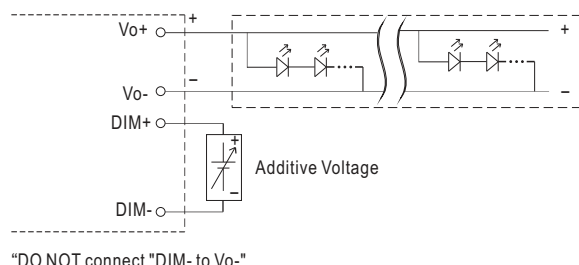 Vo+
+
+
Vo-
−
−
DIM+
+
Additive Voltage
−
DIM-
“DO NOT connect "DIM- to Vo-"